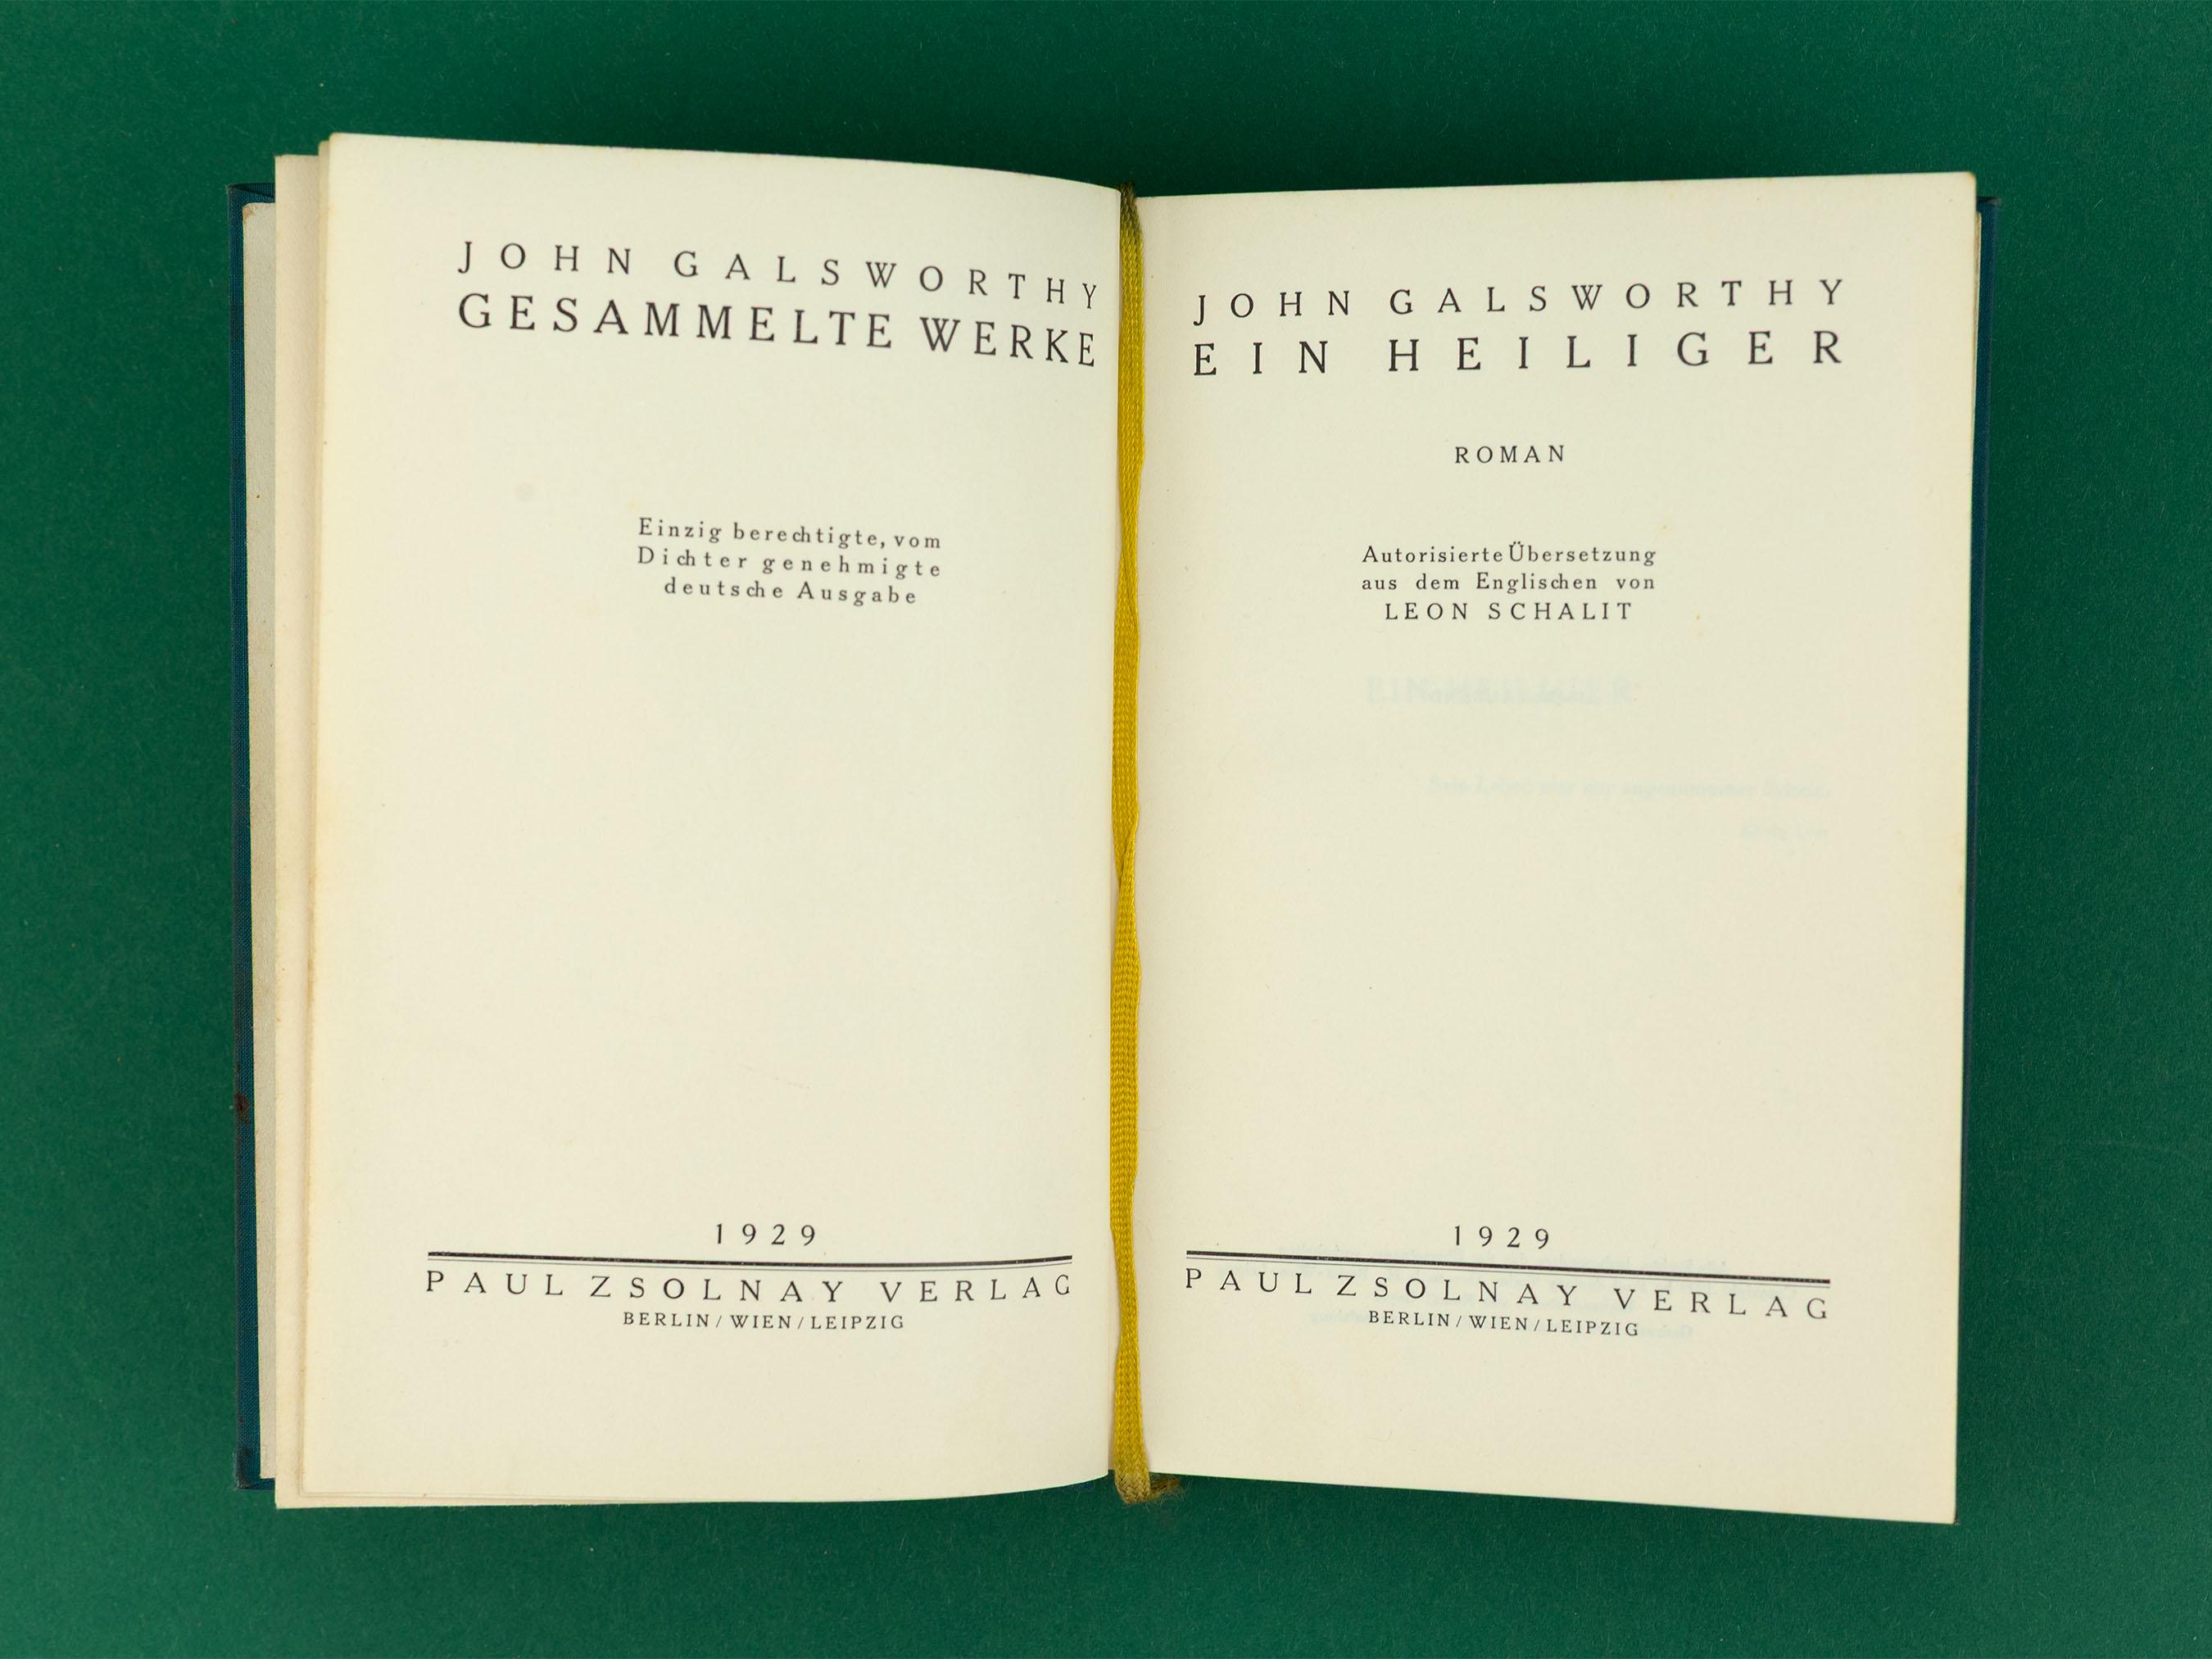 JOHN GALSWORTHY
GESAMMELTE WERKE
Einzig berechtigte, vom
Dichter genehmigte
deutsche Ausgabe
1929
PAUL ZSOLNAY VERLAG
BERLIN/WIEN/LEIPZIG
JOHN GALSWORTHY
EIN HEILIGER
ROMAN
Autorisierte Übersetzung
aus dem Englischen von
LEON SCHALIT
1929
PAUL ZSOLNAY VERLAG
BERLIN/WIEN/LEIPZIG